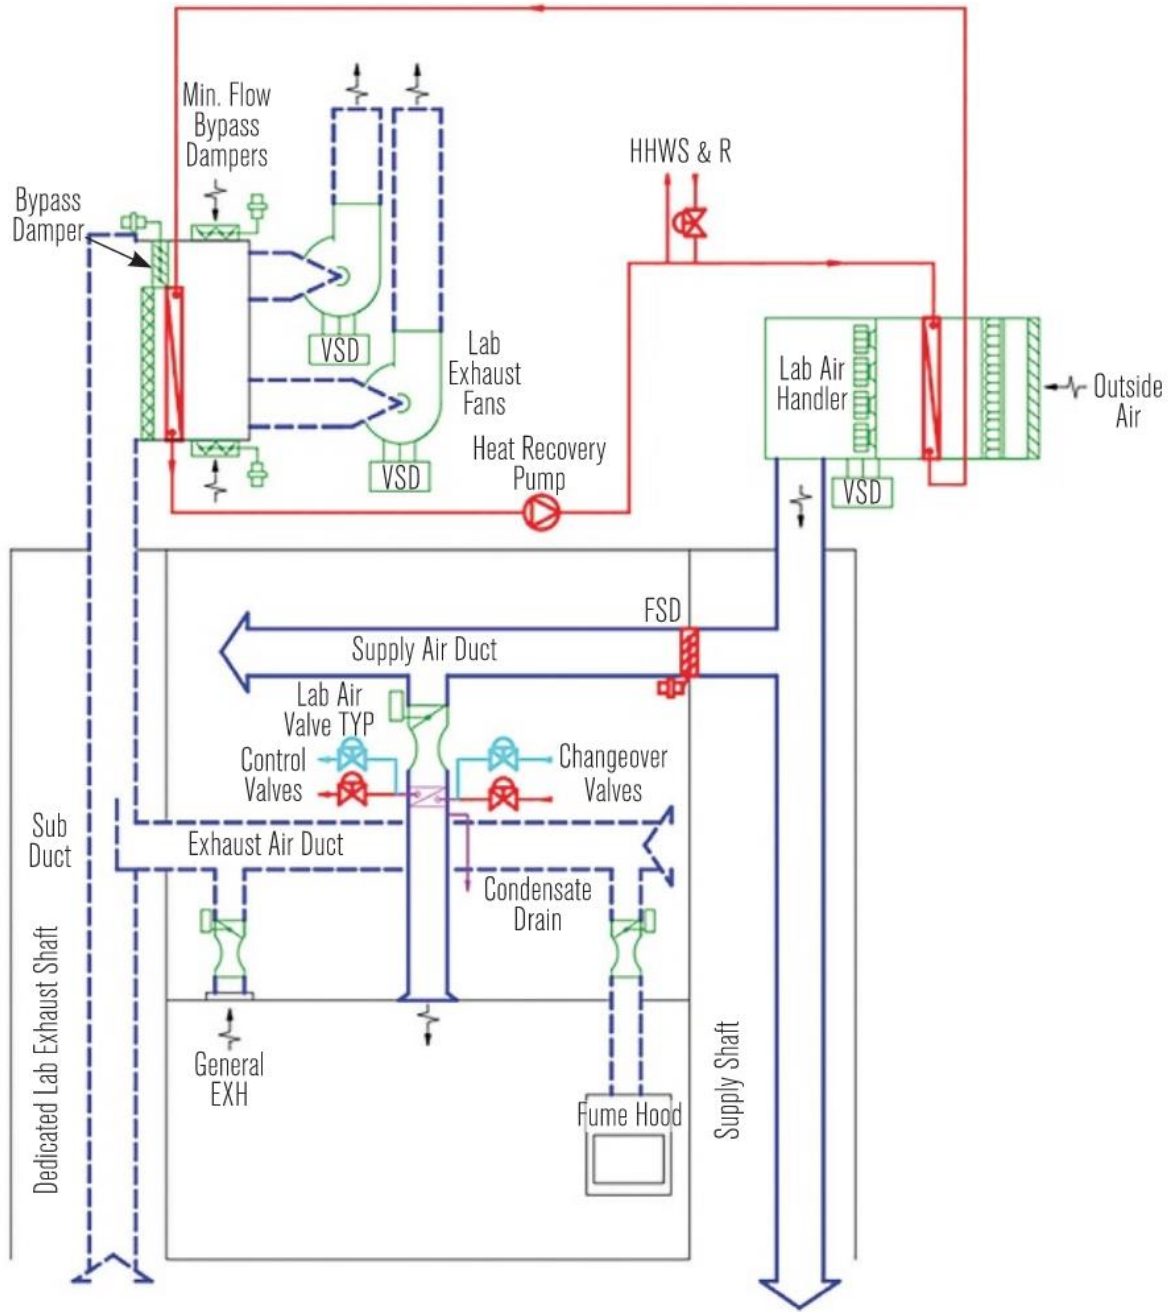 Min. Flow
Bypass
Dampers
HHWS & R
Bypass
Damper
VSD
Lab
Exhaust
Fans
Lab Air
Handler
Outside
Air
Heat Recovery
Pump
VSD
VSD
FSD
Supply Air Duct
Lab Air
Valve TYP
Control
Valves
Changeover
Valves
Sub
Duct
Exhaust Air Duct
Condensate
Drain
Dedicated Lab Exhaust Shaft
General
EXH
Supply Shaft
Fume Hood